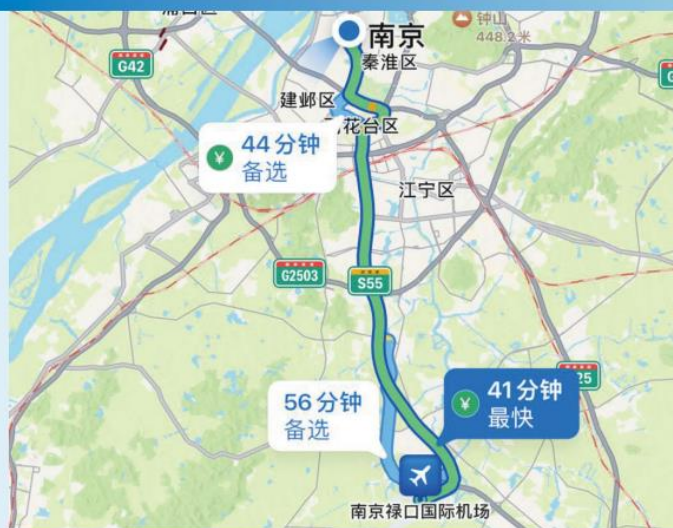 钟山
448.2米
南京
G42
秦淮区
建邺区
花台区
44分钟
备选
江宁区
G2503
S55
41分钟
最快
25
56分钟
备选
南京禄口国际机场